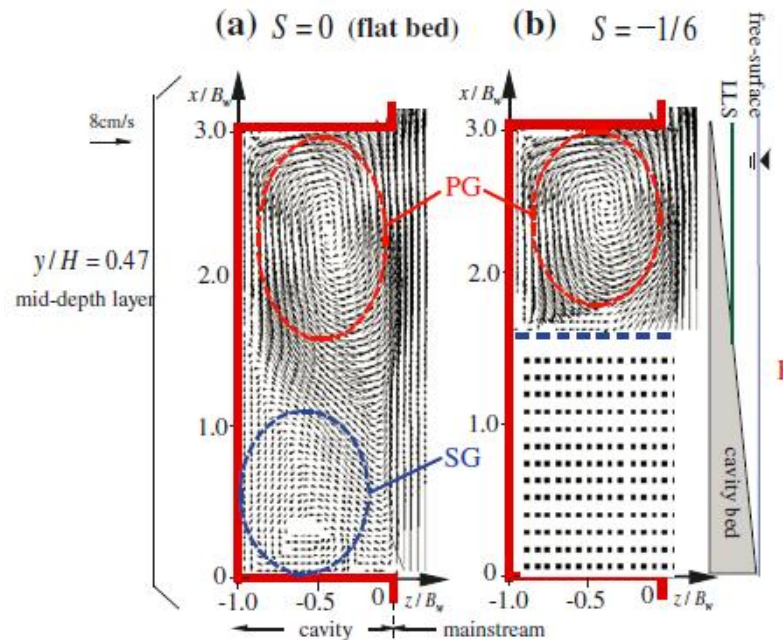 (a) S = 0 (flat bed)
(b) S = −1/6
free-surface
LLS
x / B_w
x / B_w
8cm/s
3.0
3.0
PG
y / H = 0.47
mid-depth layer
2.0
2.0
1.0
1.0
SG
cavity bed
0
0
-1.0 -0.5 0 z / B_w
-1.0 -0.5 0 z / B_w
cavity mainstream